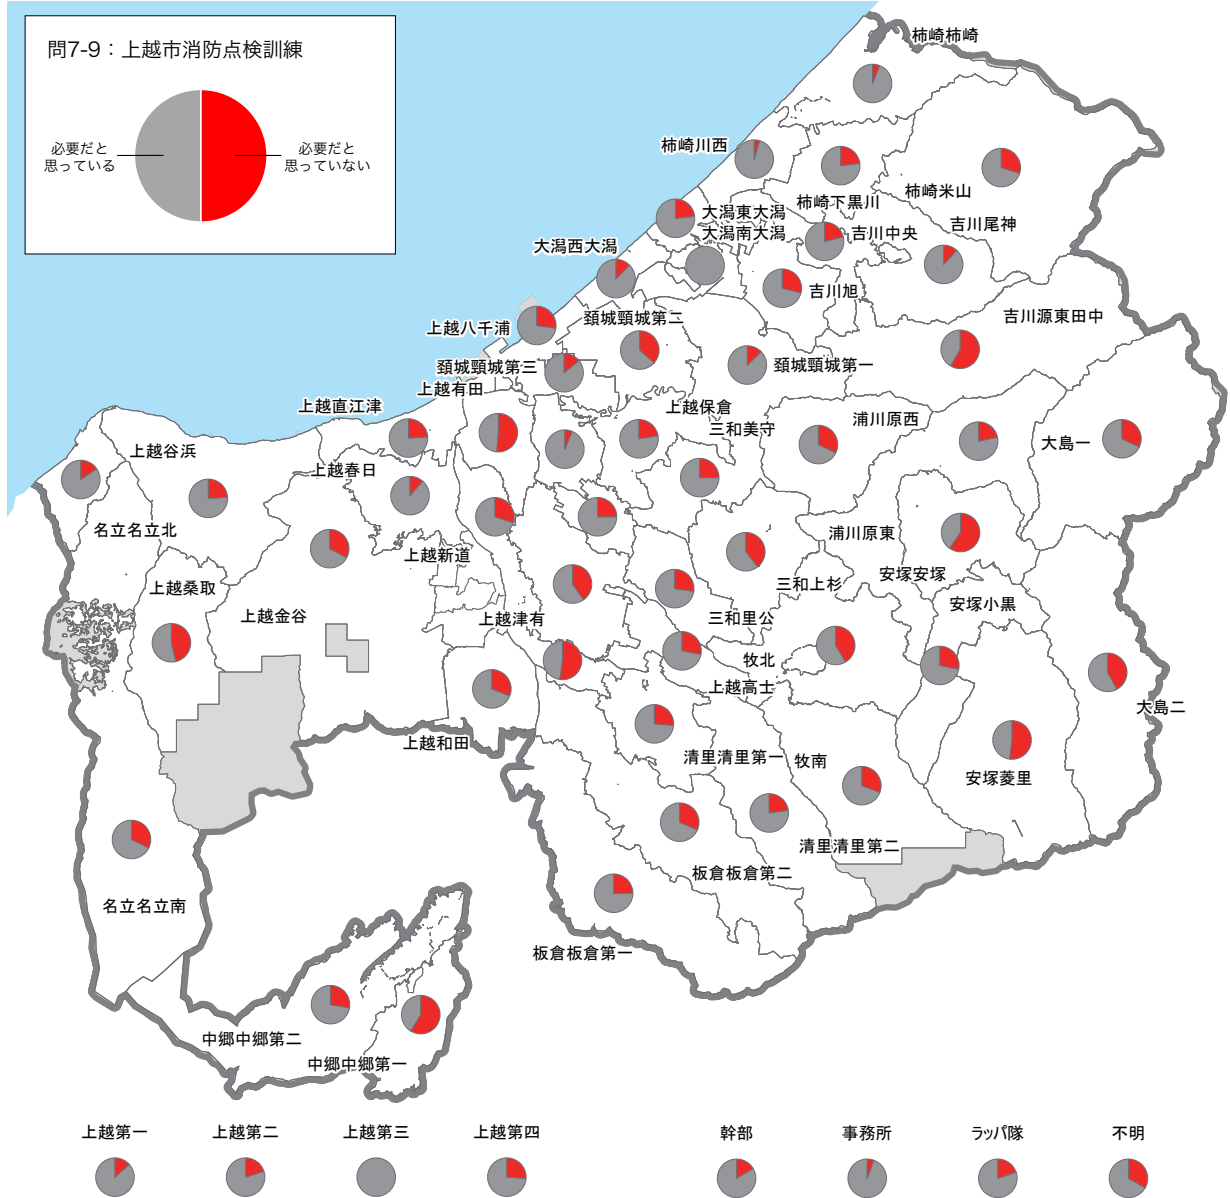 問7-9：上越市消防点検訓練
必要だと
思っている
必要だと
思っていない
柿崎柿崎
柿崎川西
柿崎米山
柿崎下黒川
大潟東大潟
大潟南大潟
吉川尾神
吉川中央
大潟西大潟
吉川旭
吉川源東田中
頚城頸城第二
上越八千浦
頚城頸城第三
頚城頸城第一
上越有田
上越直江津
上越保倉
三和美守
浦川原西
大島一
上越谷浜
上越春日
名立名立北
浦川原東
上越新道
安塚安塚
上越桑取
三和上杉
安塚小黒
上越金谷
上越津有
三和里公
牧北
上越高士
大島二
上越和田
清里清里第一
牧南
安塚菱里
清里清里第二
板倉板倉第二
名立名立南
板倉板倉第一
中郷中郷第二
中郷中郷第一
上越第一
上越第二
上越第三
上越第四
幹部
事務所
ラッパ隊
不明